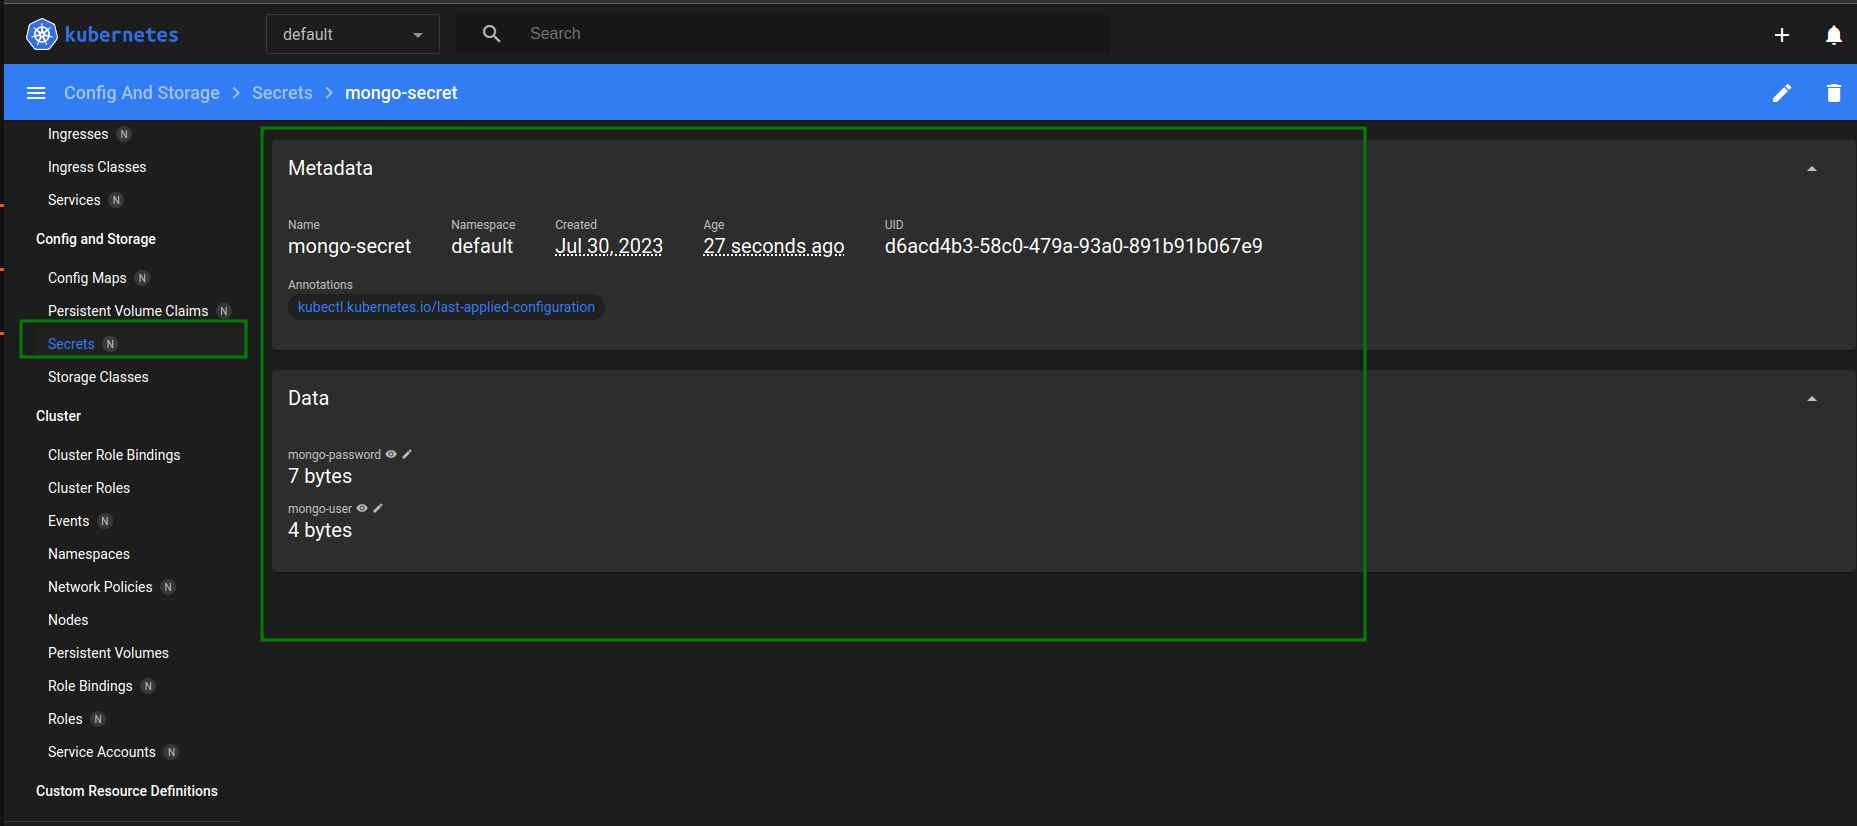 kubernetes
default
Search
Config And Storage > Secrets > mongo-secret
Ingresses N
Ingress Classes
Services N
Config and Storage
Config Maps N
Persistent Volume Claims N
Secrets N
Storage Classes
Cluster
Cluster Role Bindings
Cluster Roles
Events N
Namespaces
Network Policies N
Nodes
Persistent Volumes
Role Bindings N
Roles N
Service Accounts N
Custom Resource Definitions
Metadata
Name Namespace Created Age UID
mongo-secret default Jul 30, 2023 27 seconds ago d6acd4b3-58c0-479a-93a0-891b91b067e9
Annotations
kubectl.kubernetes.io/last-applied-configuration
Data
mongo-password
7 bytes
mongo-user
4 bytes